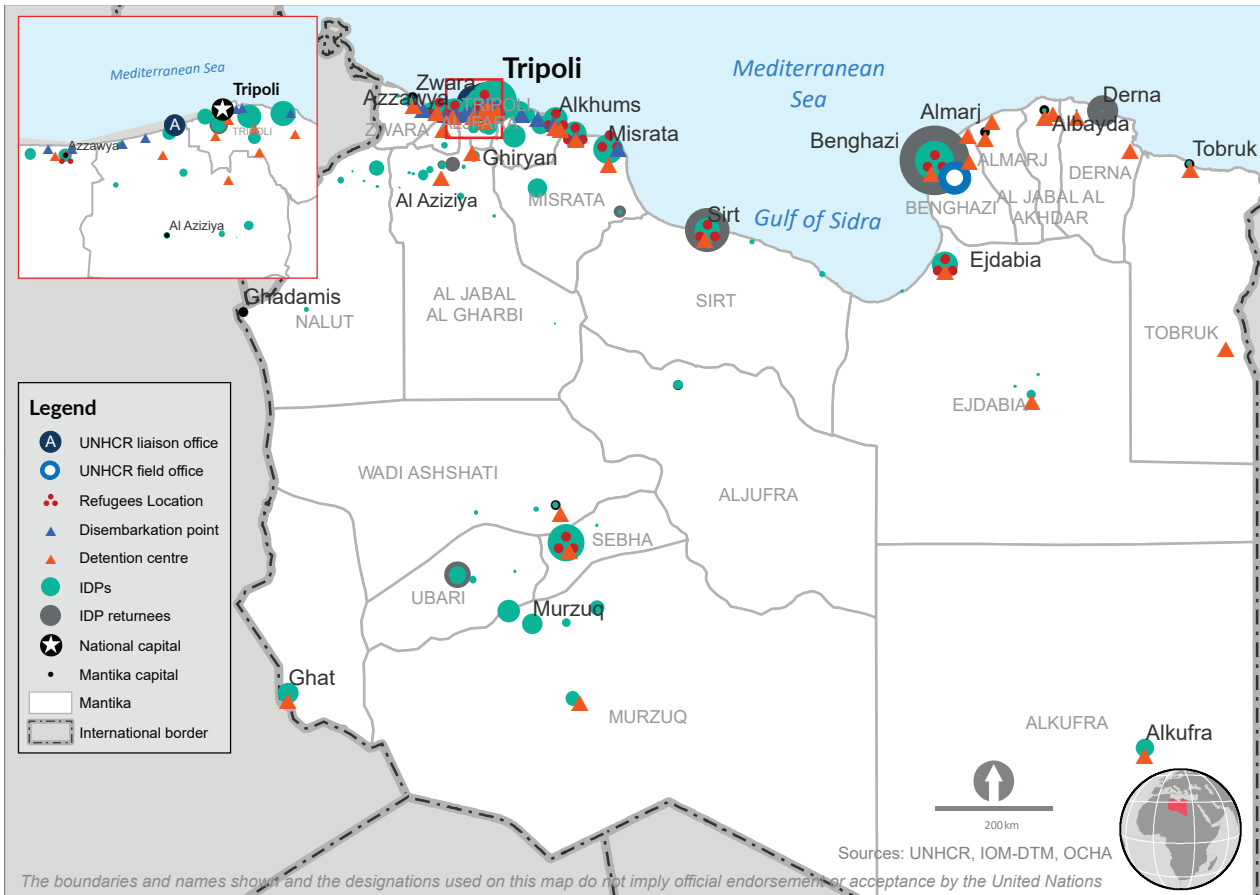 Mediterranean Sea
Tripoli
TRIPOLI
Azzawya
A
Al Aziziya
Tripoli
Zwara
Azzawya
TRIPOLI
ZWARA
Alkhums
Misrata
Ghiryan
Al Aziziya
MISRATA
Mediterranean
Sea
Gulf of Sidra
Almarj
Derna
Albayda
Benghazi
ALMARJ
Tobruk
DERNA
BENGHAZI
AL JABAL AL
AKHDAR
Sirt
Ejdabia
Ghadamis
NALUT
AL JABAL
AL GHARBI
SIRT
TOBRUK
EJDABIA
WADI ASHSHATI
ALJUFRA
SEBHA
UBARI
Murzuq
Ghat
MURZUQ
ALKUFRA
Alkufra
Legend
A UNHCR liaison office
UNHCR field office
Refugees Location
Disembarkation point
Detention centre
IDPs
IDP returnees
National capital
Mantika capital
Mantika
International border
200km
Sources: UNHCR, IOM-DTM, OCHA
The boundaries and names shown and the designations used on this map do not imply official endorsement or acceptance by the United Nations